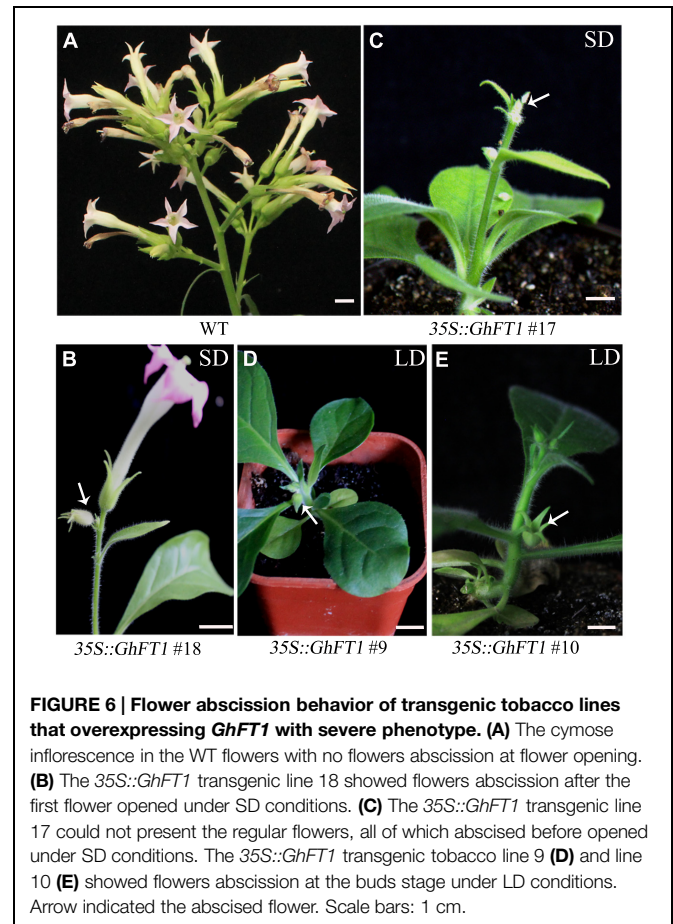 A
C
SD
WT
35S::GhFT1 #17
B
SD
D
LD
E
LD
35S::GhFT1 #18
35S::GhFT1 #9
35S::GhFT1 #10
FIGURE 6 | Flower abscission behavior of transgenic tobacco lines
that overexpressing GhFT1 with severe phenotype. (A) The cymose
inflorescence in the WT flowers with no flowers abscission at flower opening.
(B) The 35S::GhFT1 transgenic line 18 showed flowers abscission after the
first flower opened under SD conditions. (C) The 35S::GhFT1 transgenic line
17 could not present the regular flowers, all of which abscised before opened
under SD conditions. The 35S::GhFT1 transgenic tobacco line 9 (D) and line
10 (E) showed flowers abscission at the buds stage under LD conditions.
Arrow indicated the abscised flower. Scale bars: 1 cm.